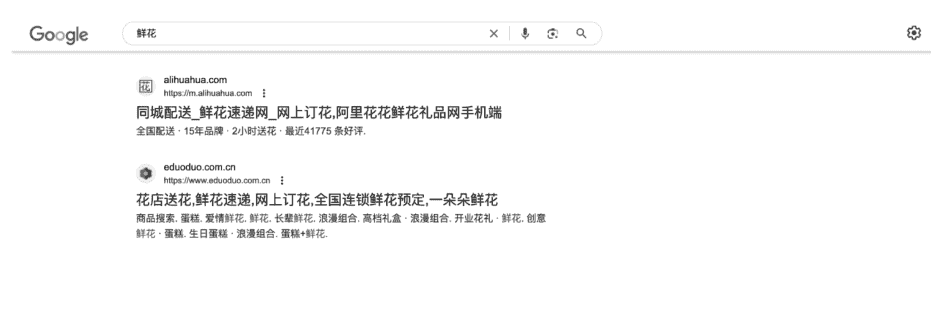 Google
鲜花
花
alihuahua.com
https://m.alihuahua.com
同城配送_鲜花速递网_网上订花,阿里花花鲜花礼品网手机端
全国配送 · 15年品牌 · 2小时送花 · 最近41775 条好评.
eduoduo.com.cn
https://www.eduoduo.com.cn
花店送花,鲜花速递,网上订花,全国连锁鲜花预定,一朵朵鲜花
商品搜索. 蛋糕. 爱情鲜花. 鲜花. 长辈鲜花. 浪漫组合. 高档礼盒 · 浪漫组合. 开业花礼 · 鲜花. 创意
鲜花 · 蛋糕. 生日蛋糕 · 浪漫组合. 蛋糕+鲜花.